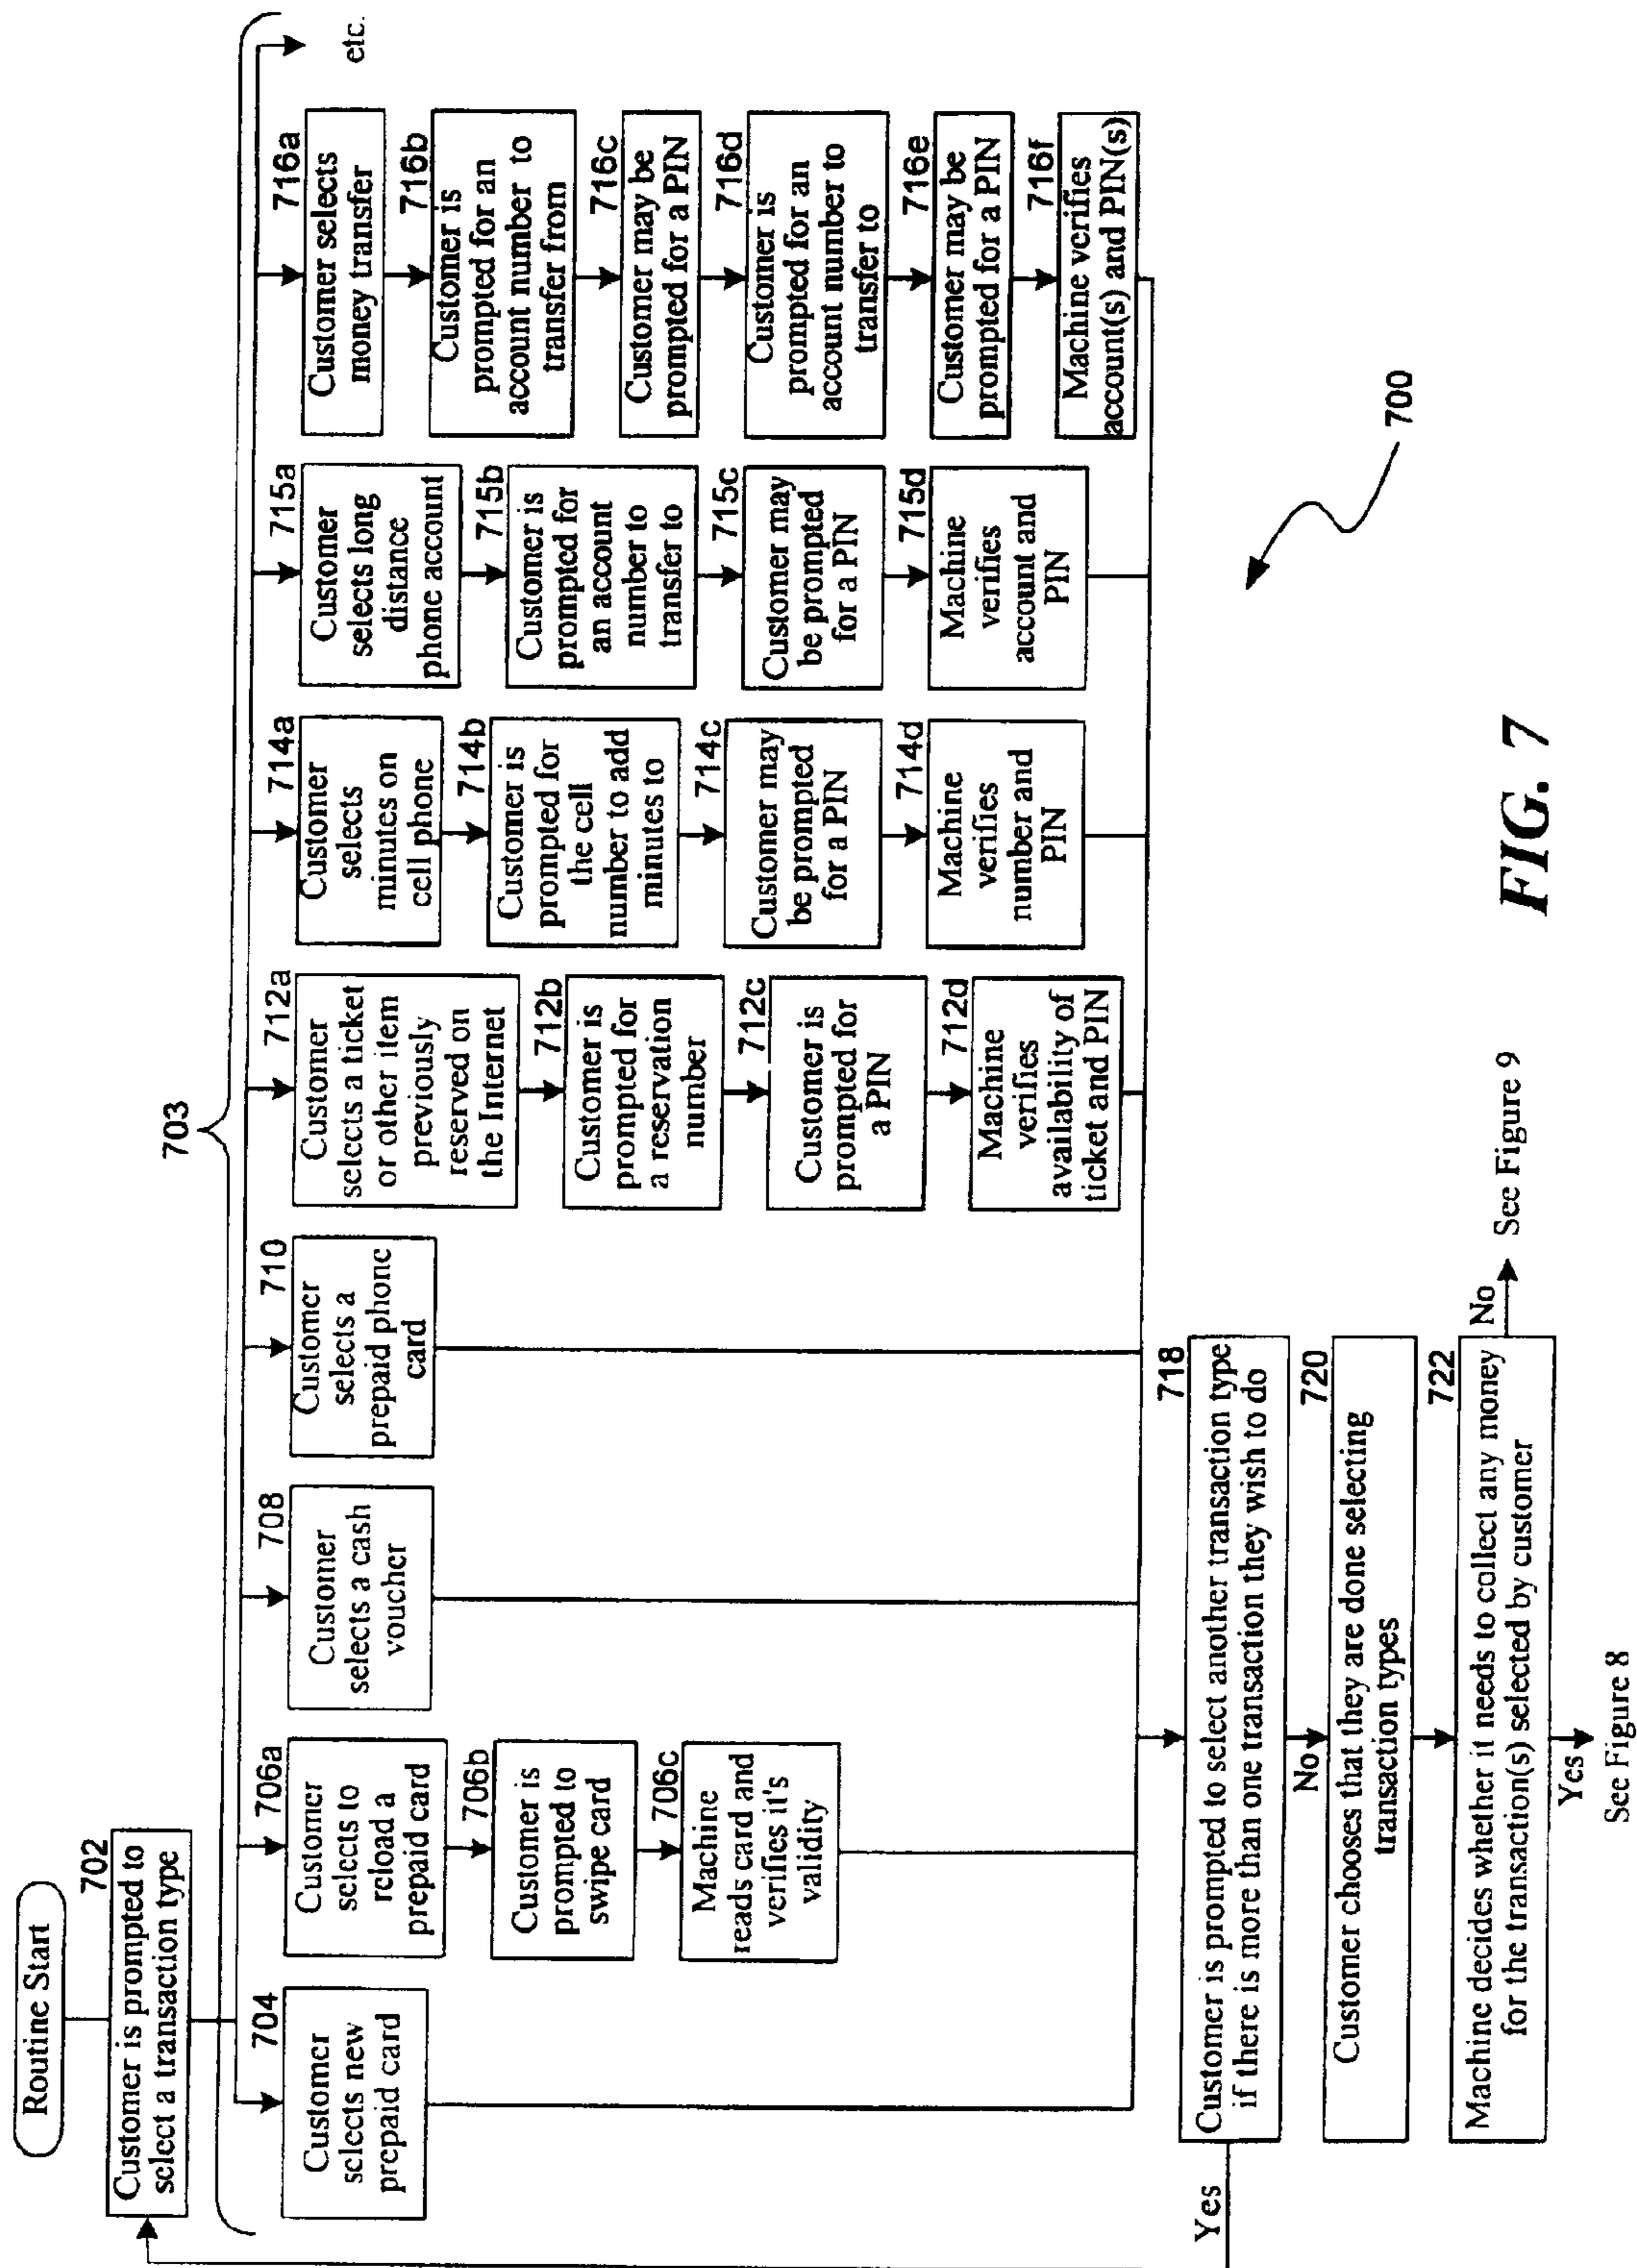 Routine Start
702
Customer is prompted to
select a transaction type
703
704
Customer
selects new
prepaid card
706a
Customer
selects to
reload a
prepaid card
706b
Customer is
prompted to
swipe card
706c
Machine
reads card and
verifies it's
validity
708
Customer
selects a cash
voucher
710
Customer
selects a
prepaid phone
card
712a
Customer
selects a ticket
or other item
previously
reserved on
the Internet
712b
Customer is
prompted for
a reservation
number
712c
Customer is
prompted for
a PIN
712d
Machine
verifies
availability of
ticket and PIN
714a
Customer
selects
minutes on
cell phone
714b
Customer is
prompted for
the cell
number to add
minutes to
714c
Customer may
be prompted
for a PIN
714d
Machine
verifies
number and
PIN
715a
Customer
selects long
distance
phone account
715b
Customer is
prompted for
an account
number to
transfer to
715c
Customer may
be prompted
for a PIN
715d
Machine
verifies
account and
PIN
716a
Customer selects
money transfer
716b
Customer is
prompted for an
account number to
transfer from
716c
Customer may be
prompted for a PIN
716d
Customer is
prompted for an
account number to
transfer to
716e
Customer may be
prompted for a PIN
716f
Machine verifies
account(s) and PIN(s)
etc.
718
Customer is prompted to select another transaction type
if there is more than one transaction they wish to do
Yes
No
720
Customer chooses that they are done selecting
transaction types
722
Machine decides whether it needs to collect any money
for the transaction(s) selected by customer
No
See Figure 9
Yes
See Figure 8
700
FIG. 7